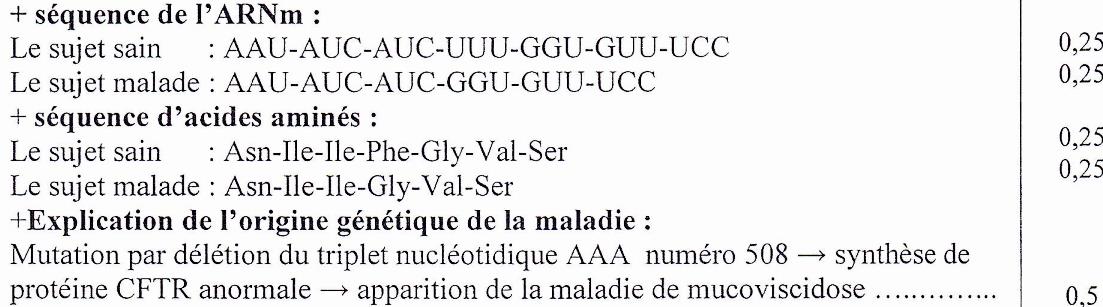 + séquence de l'ARNm :
Le sujet sain : AAU-AUC-AUC-UUU-GGU-GUU-UCC 0,25
Le sujet malade : AAU-AUC-AUC-GGU-GUU-UCC 0,25
+ séquence d'acides aminés :
Le sujet sain : Asn-Ile-Ile-Phe-Gly-Val-Ser 0,25
Le sujet malade : Asn-Ile-Ile-Gly-Val-Ser 0,25
+Explication de l'origine génétique de la maladie :
Mutation par délétion du triplet nucléotidique AAA numéro 508 → synthèse de
protéine CFTR anormale → apparition de la maladie de mucoviscidose .............. 0,5